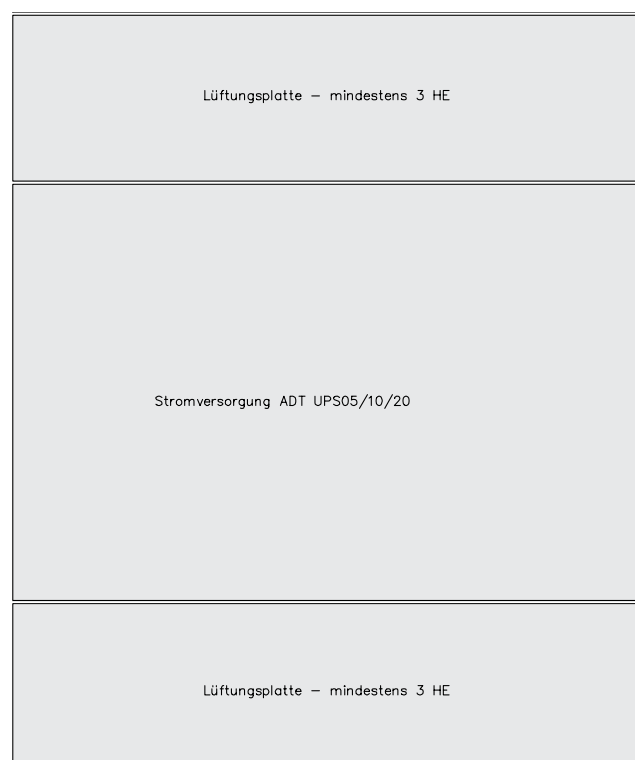 Lüftungsplatte – mindestens 3 HE
Stromversorgung ADT UPS05/10/20
Lüftungsplatte – mindestens 3 HE